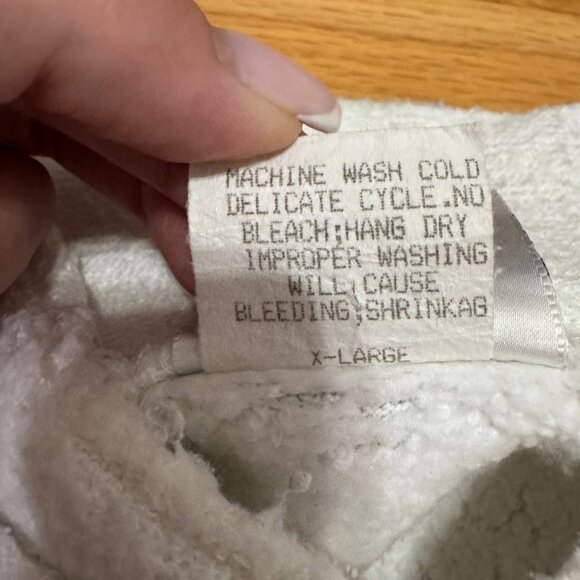 MACHINE WASH COLD
DELICATE CYCLE.NO
BLEACH;HANG DRY
IMPROPER WASHING
WILL CAUSE
BLEEDING;SHRINKAG
X-LARGE